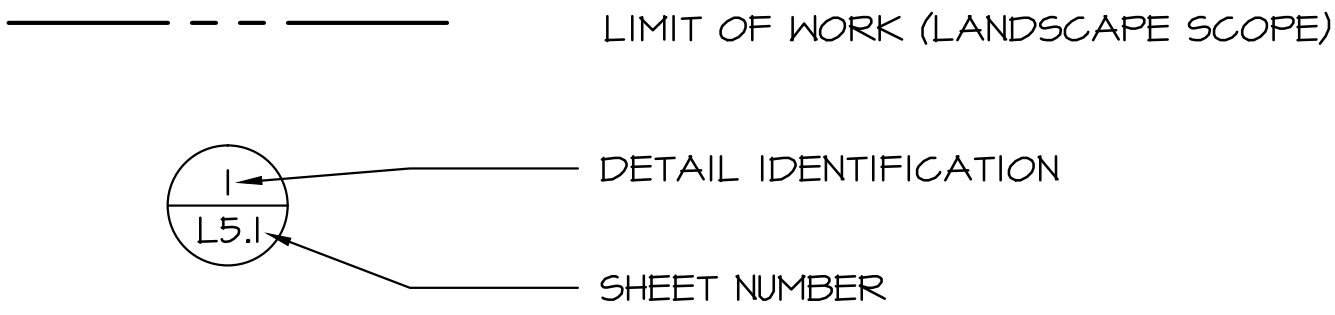 LIMIT OF WORK (LANDSCAPE SCOPE)
1
DETAIL IDENTIFICATION
L5.1
SHEET NUMBER